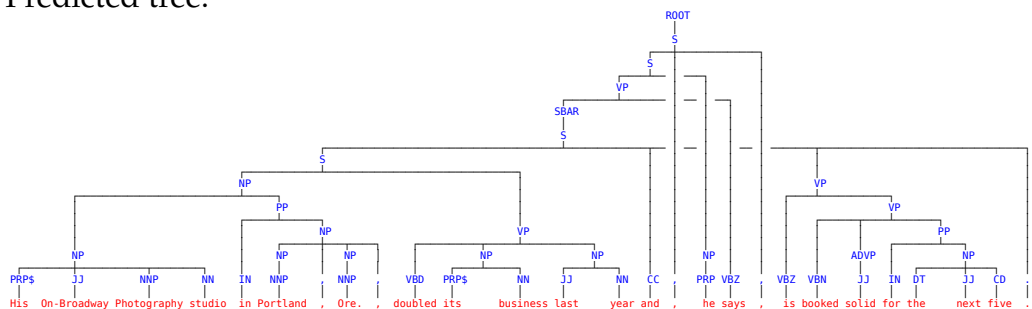 Predicted tree:
ROOT
S
S
VP
SBAR
S
S
NP VP
PP VP
NP VP PP
NP NP NP NP NP NP ADVP NP
PRP$ JJ NNP NN IN NNP , NNP , VBD PRP$ NN JJ NN CC , PRP VBZ , VBZ VBN JJ IN DT JJ CD .
His On-Broadway Photography studio in Portland , Ore. , doubled its business last year and , he says , is booked solid for the next five .